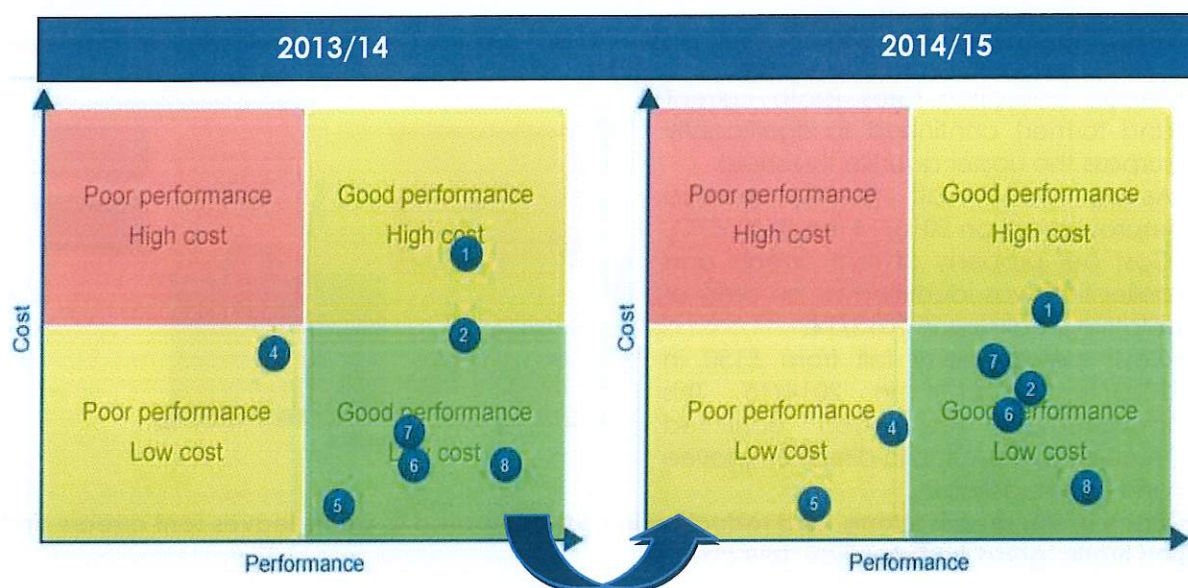 2013/14
2014/15
Cost
Poor performance
High cost
Good performance
High cost
1
2
4
Poor performance
Low cost
Good performance
Low cost
7
6
8
5
Performance
Cost
Poor performance
High cost
Good performance
High cost
1
7
2
6
4
Poor performance
Low cost
Good performance
Low cost
8
5
Performance